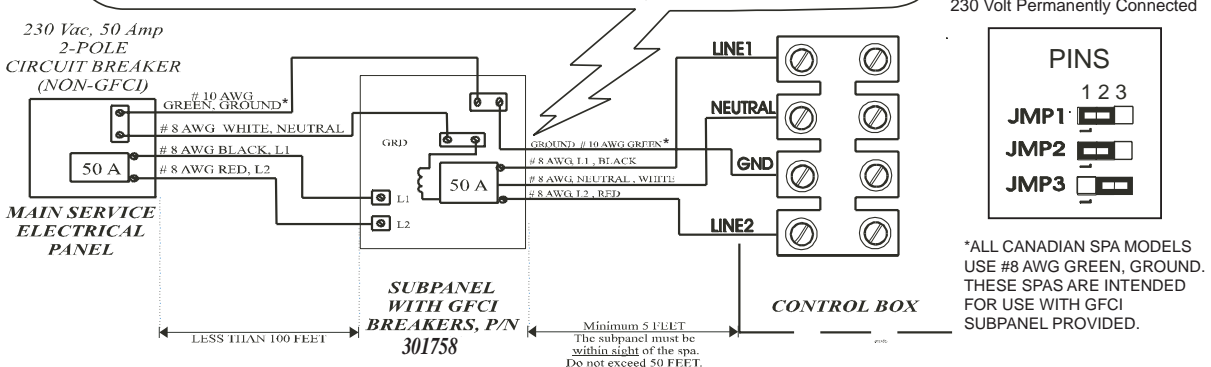 230 Volt Permanently Connected
230 Vac, 50 Amp
2-POLE
CIRCUIT BREAKER
(NON-GFCI)
# 10 AWG
GREEN, GROUND*
# 8 AWG WHITE, NEUTRAL
# 8 AWG BLACK, L1
# 8 AWG RED, L2
50 A
MAIN SERVICE
ELECTRICAL
PANEL
LESS THAN 100 FEET
GRD
50 A
L1
L2
SUBPANEL
WITH GFCI
BREAKERS, P/N
301758
GROUND # 10 AWG GREEN*
# 8 AWG, L1 , BLACK
# 8 AWG, NEUTRAL , WHITE
# 8 AWG, L2 , RED
Minimum 5 FEET
The subpanel must be
within sight of the spa.
Do not exceed 50 FEET.
LINE1
NEUTRAL
GND
LINE2
CONTROL BOX
PINS
1 2 3
JMP1
1
JMP2
1
JMP3
1
*ALL CANADIAN SPA MODELS
USE #8 AWG GREEN, GROUND.
THESE SPAS ARE INTENDED
FOR USE WITH GFCI
SUBPANEL PROVIDED.